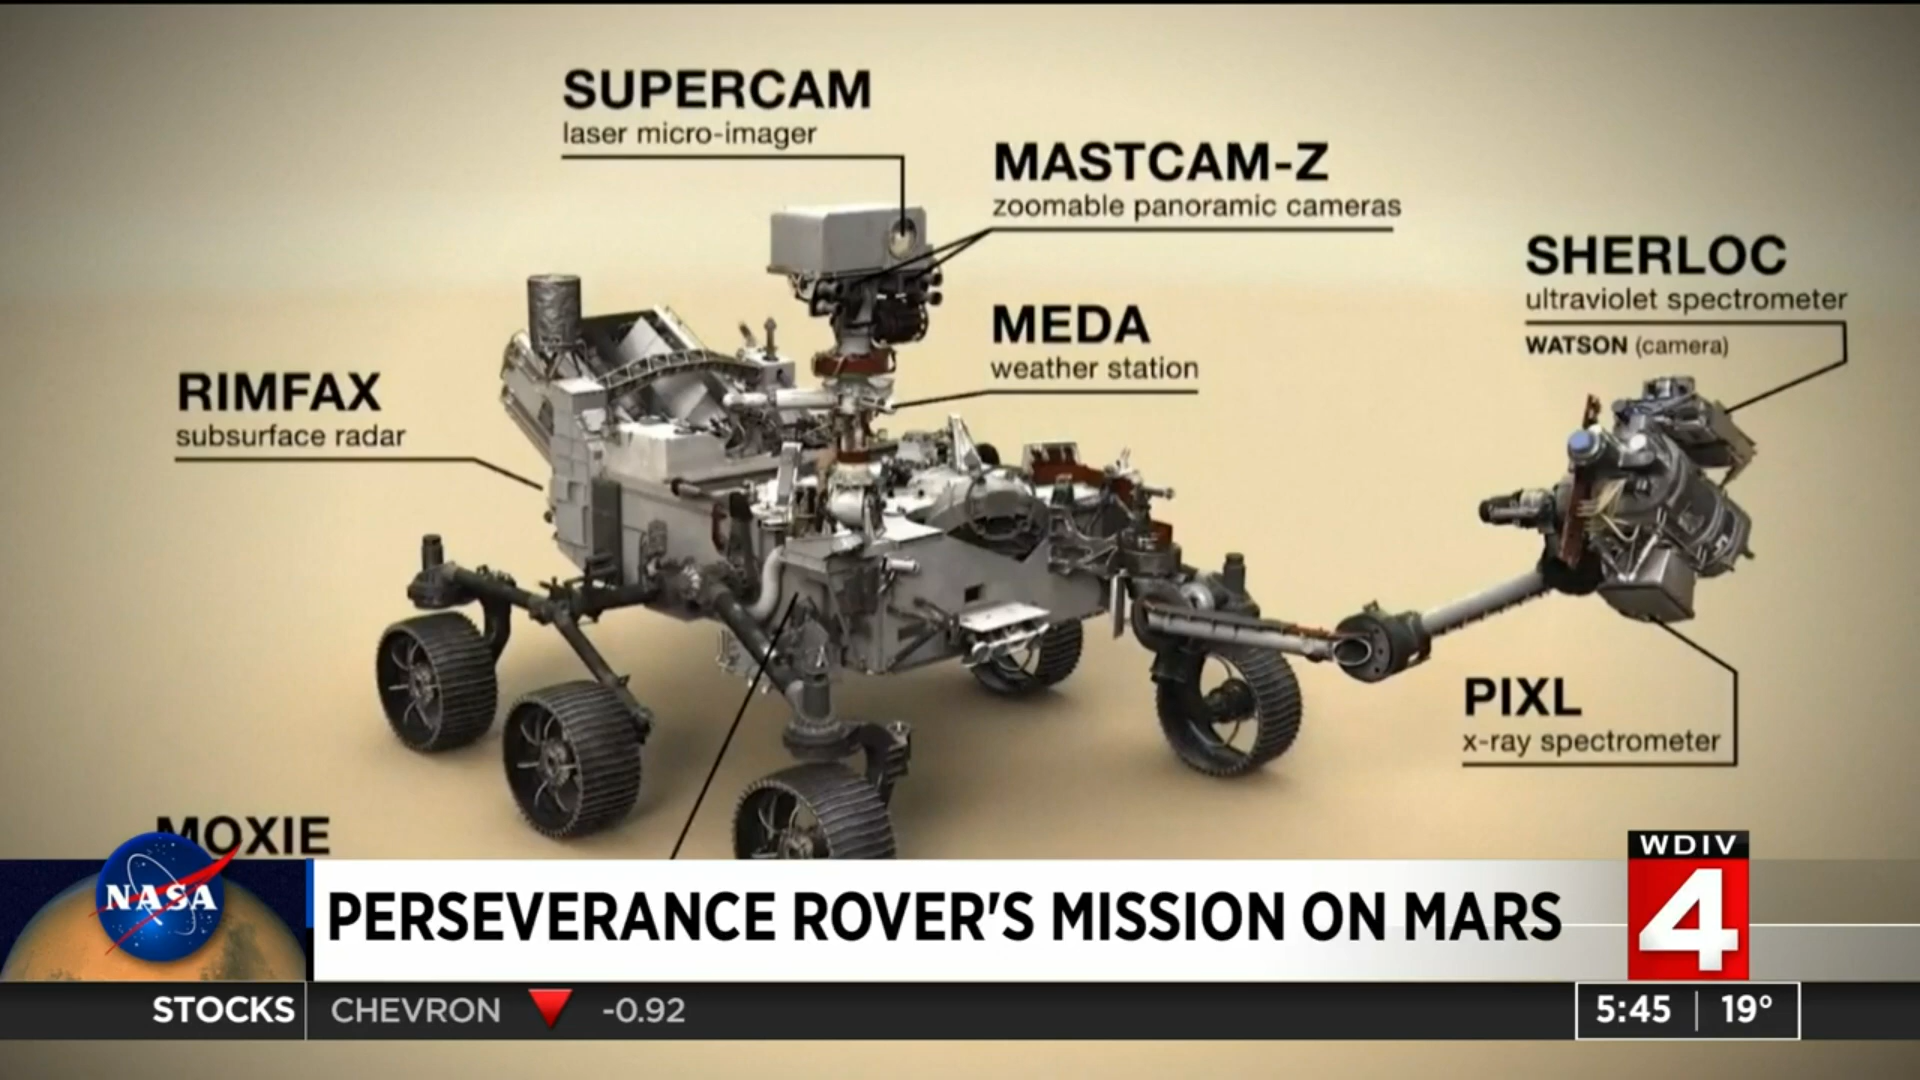 SUPERCAM
laser micro-imager
MASTCAM-Z
zoomable panoramic cameras
SHERLOC
ultraviolet spectrometer
WATSON (camera)
MEDA
weather station
RIMFAX
subsurface radar
PIXL
x-ray spectrometer
MOXIE
NASA
PERSEVERANCE ROVER'S MISSION ON MARS
WDIV
4
STOCKS CHEVRON -0.92
5:45 19°